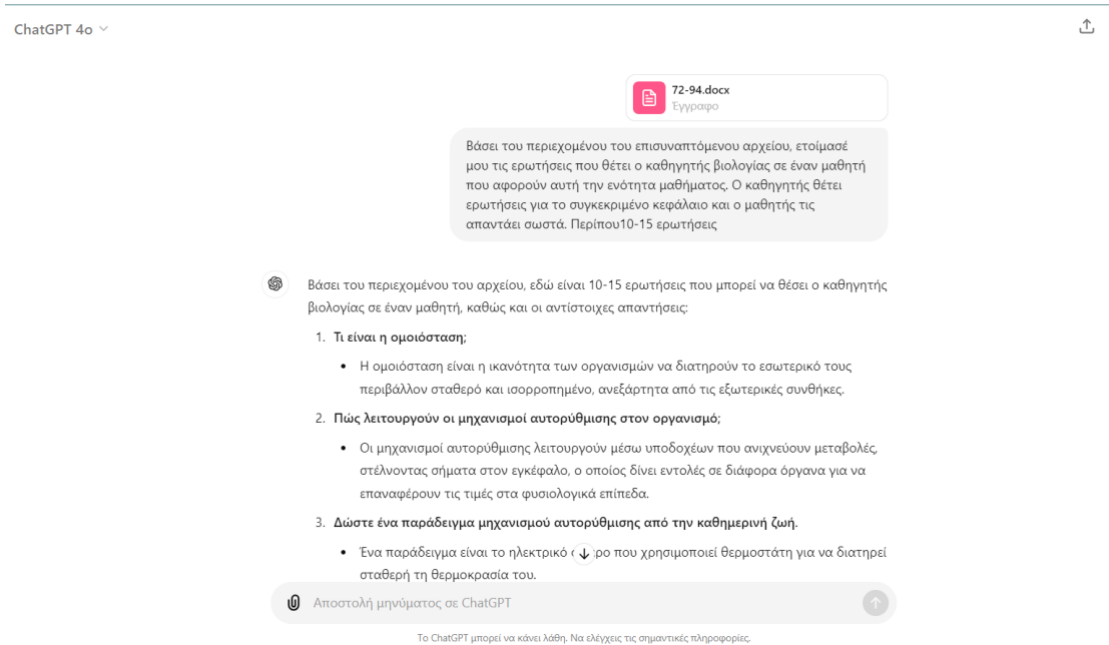 ChatGPT 4o
72-94.docx
Έγγραφο
Βάσει του περιεχομένου του επισυναπτόμενου αρχείου, ετοίμασέ
μου τις ερωτήσεις που θέτει ο καθηγητής βιολογίας σε έναν μαθητή
που αφορούν αυτή την ενότητα μαθήματος. Ο καθηγητής θέτει
ερωτήσεις για το συγκεκριμένο κεφάλαιο και ο μαθητής τις
απαντάει σωστά. Περίπου10-15 ερωτήσεις
Βάσει του περιεχομένου του αρχείου, εδώ είναι 10-15 ερωτήσεις που μπορεί να θέσει ο καθηγητής
βιολογίας σε έναν μαθητή, καθώς και οι αντίστοιχες απαντήσεις:
1. Τι είναι η ομοιόσταση;
• Η ομοιόσταση είναι η ικανότητα των οργανισμών να διατηρούν το εσωτερικό τους
περιβάλλον σταθερό και ισορροπημένο, ανεξάρτητα από τις εξωτερικές συνθήκες.
2. Πώς λειτουργούν οι μηχανισμοί αυτορύθμισης στον οργανισμό;
• Οι μηχανισμοί αυτορύθμισης λειτουργούν μέσω υποδοχέων που ανιχνεύουν μεταβολές,
στέλνοντας σήματα στον εγκέφαλο, ο οποίος δίνει εντολές σε διάφορα όργανα για να
επαναφέρουν τις τιμές στα φυσιολογικά επίπεδα.
3. Δώστε ένα παράδειγμα μηχανισμού αυτορύθμισης από την καθημερινή ζωή.
• Ένα παράδειγμα είναι το ηλεκτρικό που χρησιμοποιεί θερμοστάτη για να διατηρεί
σταθερή τη θερμοκρασία του.
Αποστολή μηνύματος σε ChatGPT
Το ChatGPT μπορεί να κάνει λάθη. Να ελέγχεις τις σημαντικές πληροφορίες.